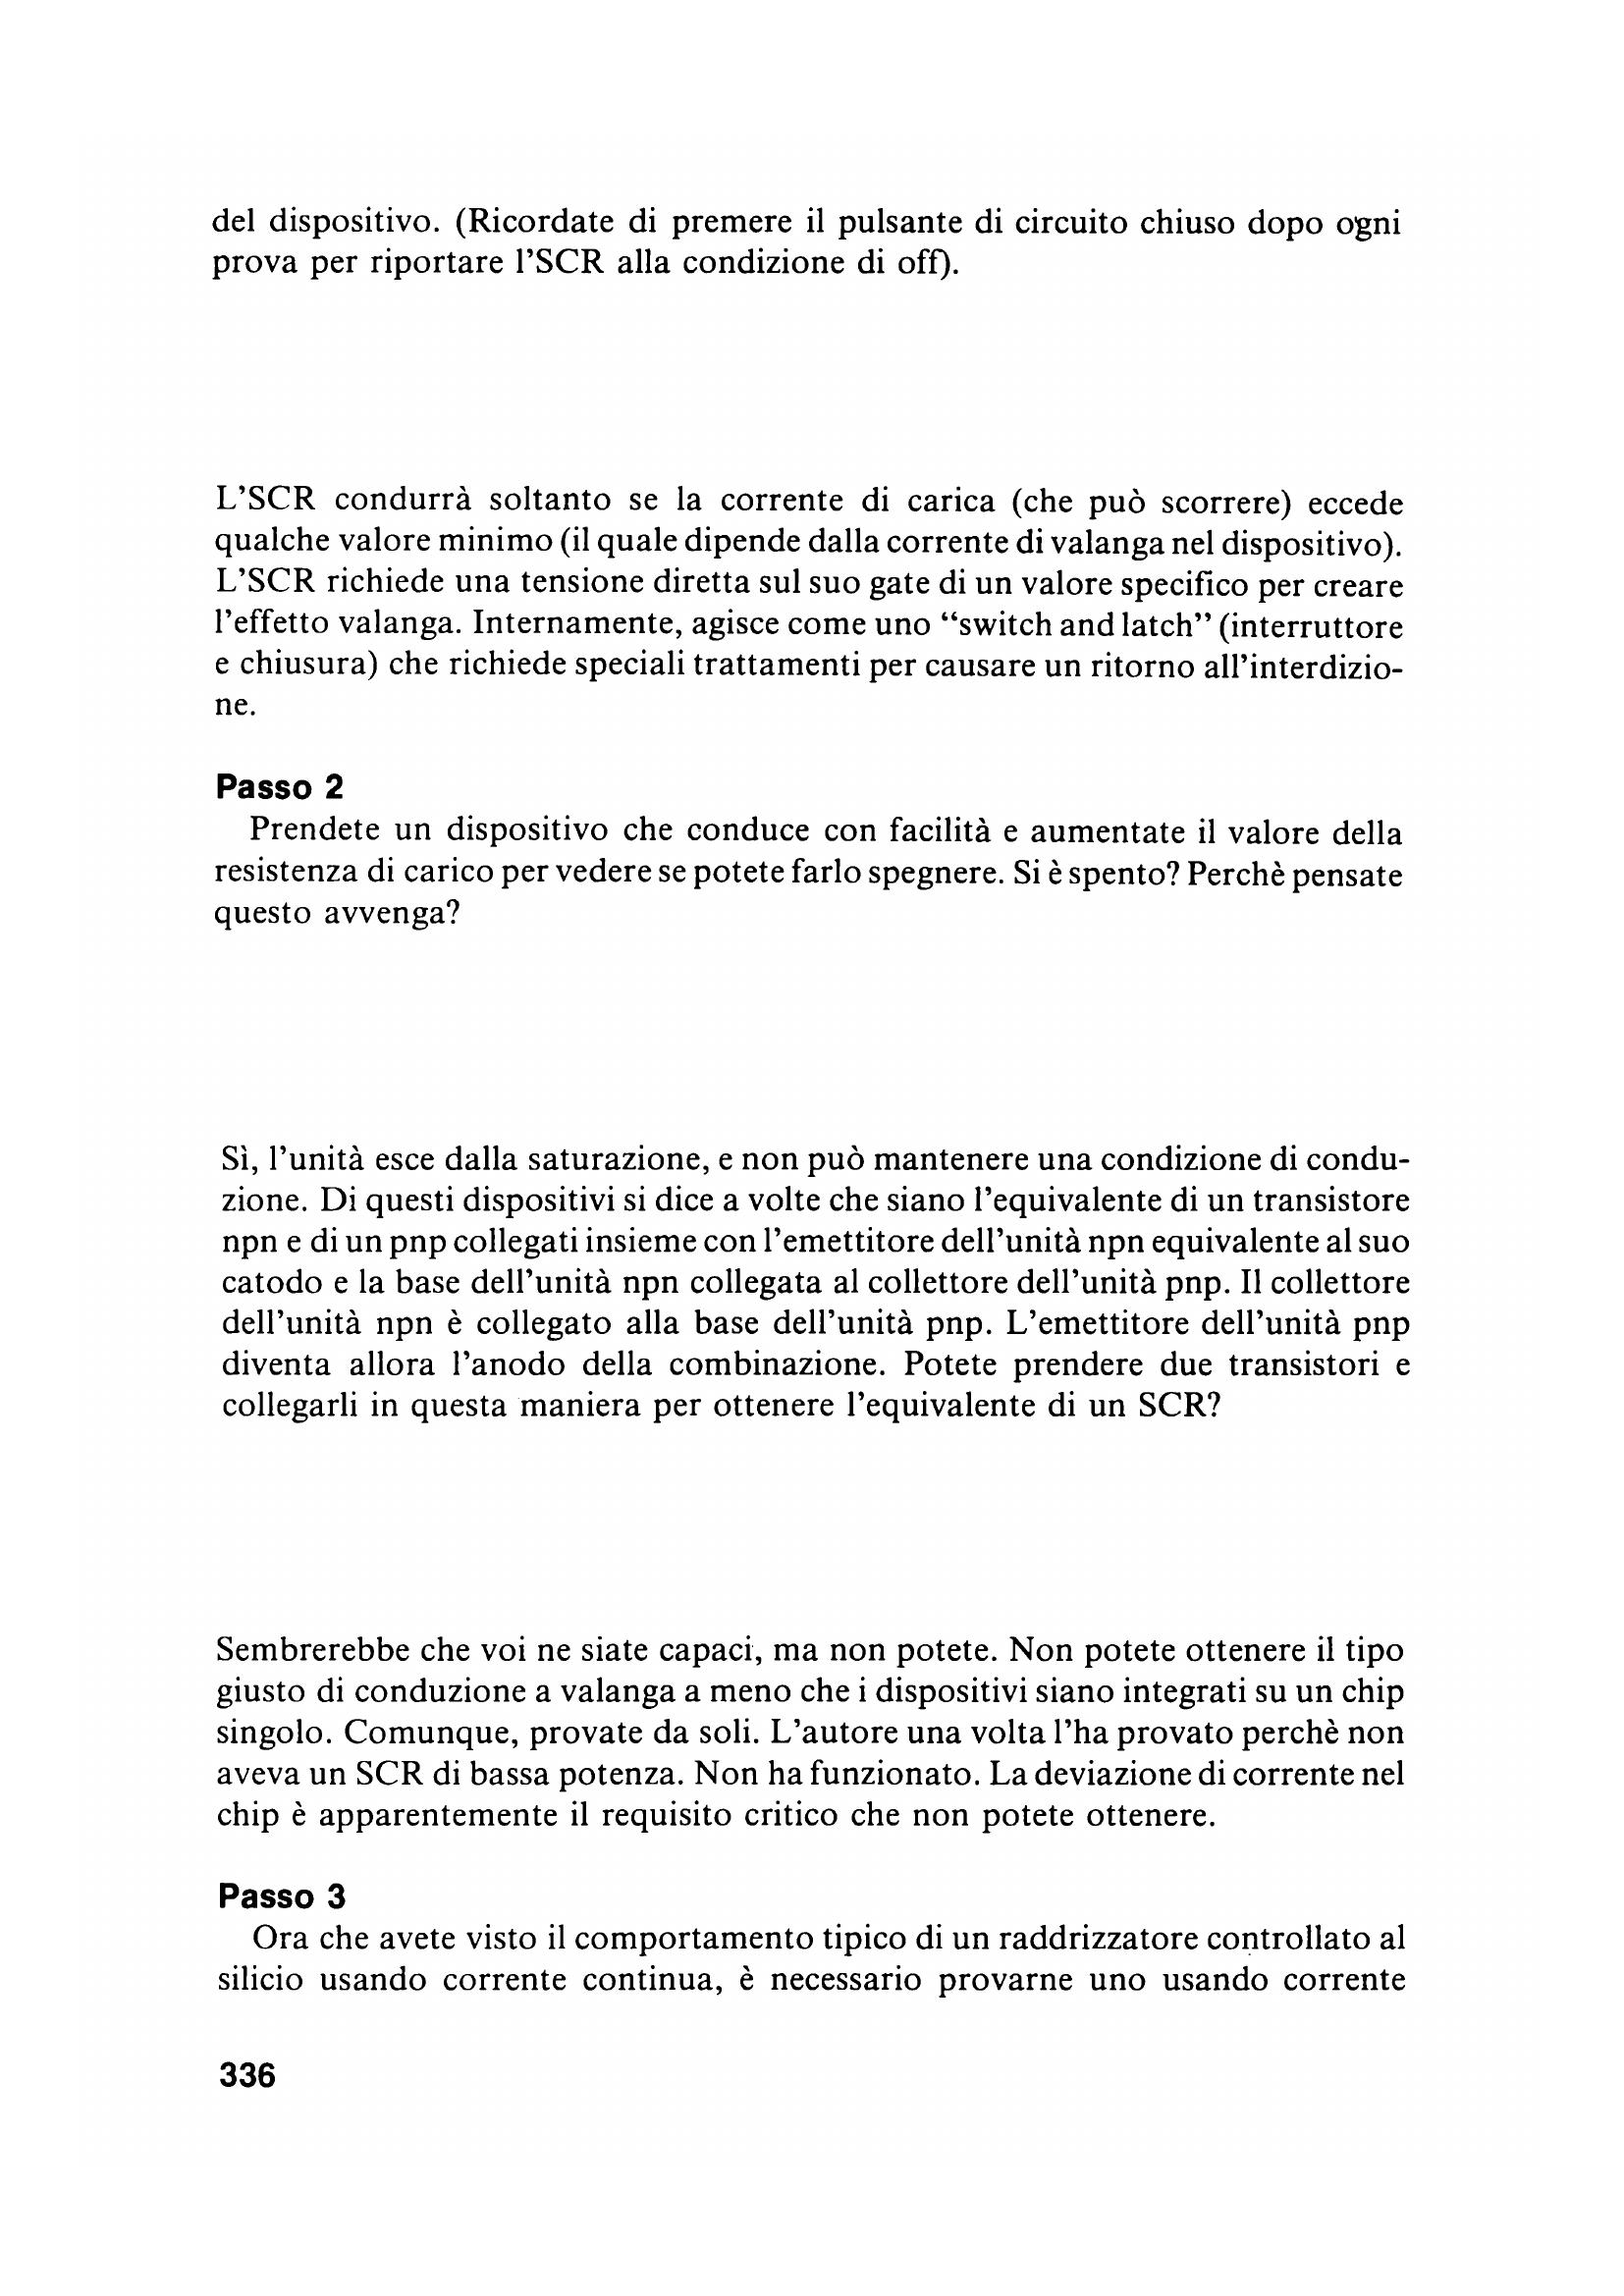 del dispositivo. (Ricordate di premere il pulsante di circuito chiuso dopo ogni
prova per riportare l'SCR alla condizione di off).
L'SCR condurrà soltanto se la corrente di carica (che può scorrere) eccede
qualche valore minimo (il quale dipende dalla corrente di valanga nel dispositivo).
L'SCR richiede una tensione diretta sul suo gate di un valore specifico per creare
l'effetto valanga. Internamente, agisce come uno “switch and latch” (interruttore
e chiusura) che richiede speciali trattamenti per causare un ritorno all'interdizio-
ne.
Passo 2
Prendete un dispositivo che conduce con facilità e aumentate il valore della
resistenza di carico per vedere se potete farlo spegnere. Si è spento? Perchè pensate
questo avvenga?
Sì, l'unità esce dalla saturazione, e non può mantenere una condizione di condu-
zione. Di questi dispositivi si dice a volte che siano l'equivalente di un transistore
npn e di un pnp collegati insieme con l'emettitore dell'unità npn equivalente al suo
catodo e la base dell'unità npn collegata al collettore dell'unità pnp. Il collettore
dell'unità npn è collegato alla base dell'unità pnp. L'emettitore dell'unità pnp
diventa allora l'anodo della combinazione. Potete prendere due transistori e
collegarli in questa maniera per ottenere l'equivalente di un SCR?
Sembrerebbe che voi ne siate capaci, ma non potete. Non potete ottenere il tipo
giusto di conduzione a valanga a meno che i dispositivi siano integrati su un chip
singolo. Comunque, provate da soli. L'autore una volta l'ha provato perchè non
aveva un SCR di bassa potenza. Non ha funzionato. La deviazione di corrente nel
chip è apparentemente il requisito critico che non potete ottenere.
Passo 3
Ora che avete visto il comportamento tipico di un raddrizzatore controllato al
silicio usando corrente continua, è necessario provarne uno usando corrente
336